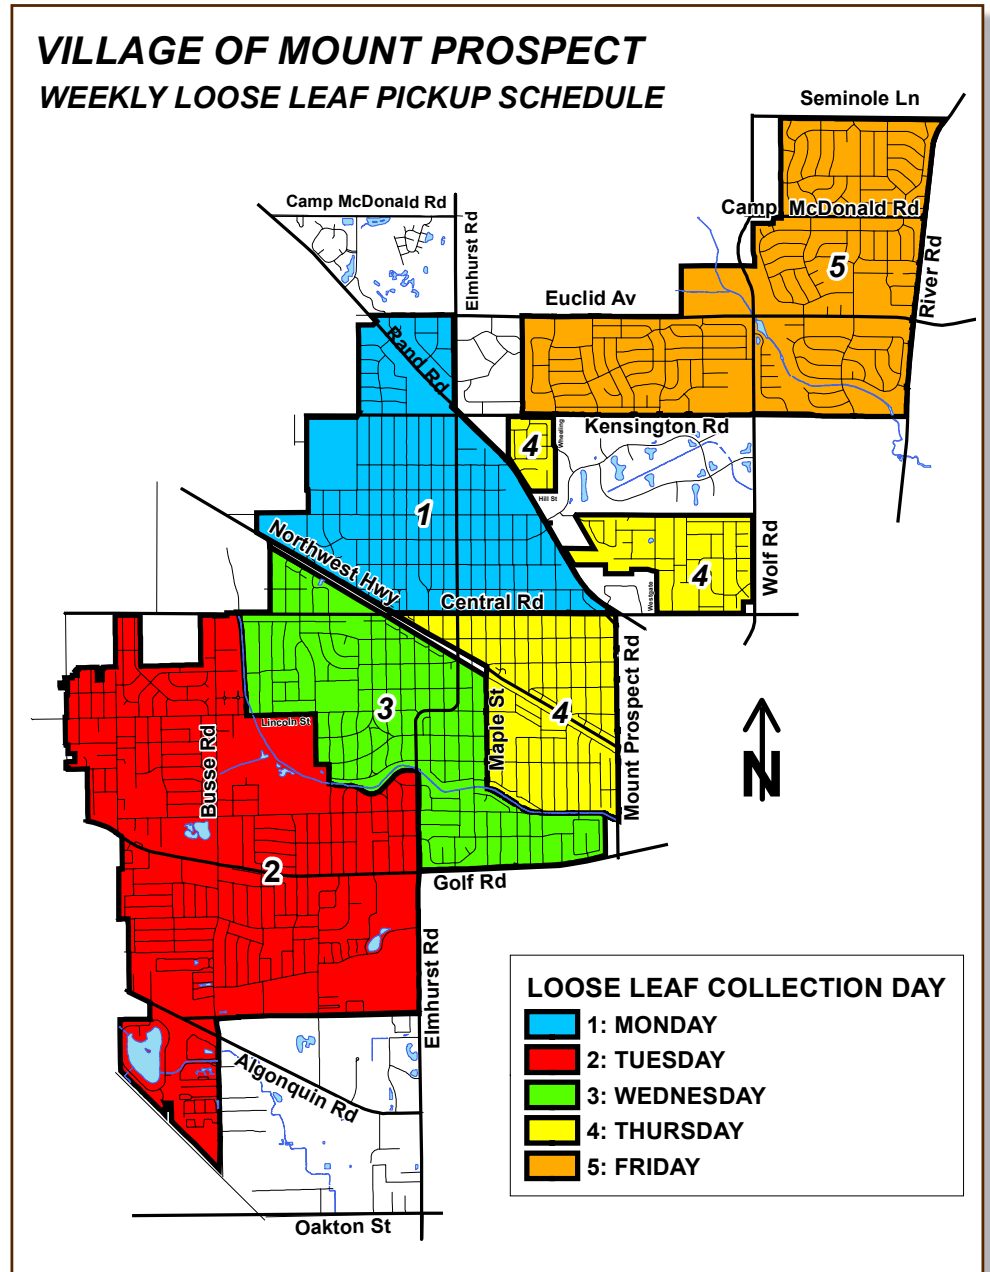 VILLAGE OF MOUNT PROSPECT
WEEKLY LOOSE LEAF PICKUP SCHEDULE
Seminole Ln
Camp McDonald Rd
Camp McDonald Rd
Elmhurst Rd
River Rd
5
Euclid Av
Rand Rd
Kensington Rd
Wheeling
4
Hill St
1
Northwest Hwy
Wolf Rd
4
Westgate
Central Rd
Mount Prospect Rd
Maple St
3
4
Lincoln St
Busse Rd
N
2
Golf Rd
Elmhurst Rd
Algonquin Rd
Oakton St
LOOSE LEAF COLLECTION DAY
1: MONDAY
2: TUESDAY
3: WEDNESDAY
4: THURSDAY
5: FRIDAY